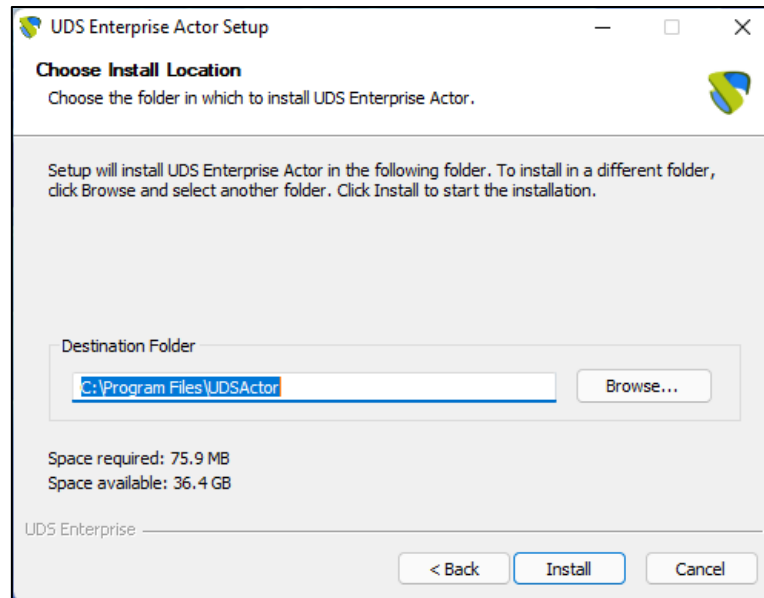 UDS Enterprise Actor Setup
Choose Install Location
Choose the folder in which to install UDS Enterprise Actor.
Setup will install UDS Enterprise Actor in the following folder. To install in a different folder,
click Browse and select another folder. Click Install to start the installation.
Destination Folder
C:\Program Files\UDSActor
Browse...
Space required: 75.9 MB
Space available: 36.4 GB
UDS Enterprise
< Back
Install
Cancel